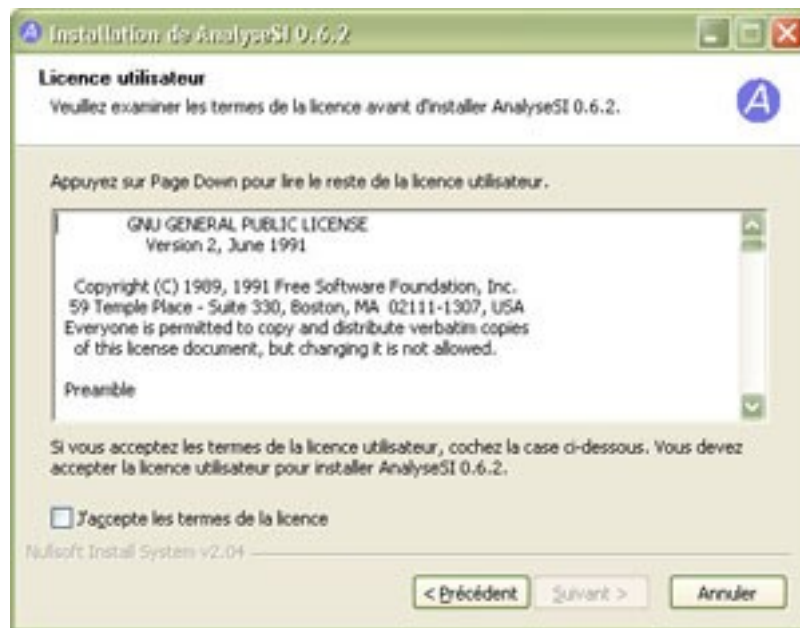 Installation de AnalyseSI 0.6.2
Licence utilisateur
Veuillez examiner les termes de la licence avant d'installer AnalyseSI 0.6.2.
Appuyez sur Page Down pour lire le reste de la licence utilisateur.
GNU GENERAL PUBLIC LICENSE
Version 2, June 1991
Copyright (C) 1989, 1991 Free Software Foundation, Inc.
59 Temple Place - Suite 330, Boston, MA 02111-1307, USA
Everyone is permitted to copy and distribute verbatim copies
of this license document, but changing it is not allowed.
Preamble
Si vous acceptez les termes de la licence utilisateur, cochez la case ci-dessous. Vous devez
accepter la licence utilisateur pour installer AnalyseSI 0.6.2.
J'accepte les termes de la licence
Nullsoft Install System v2.04
< Précédent
Suivant >
Annuler